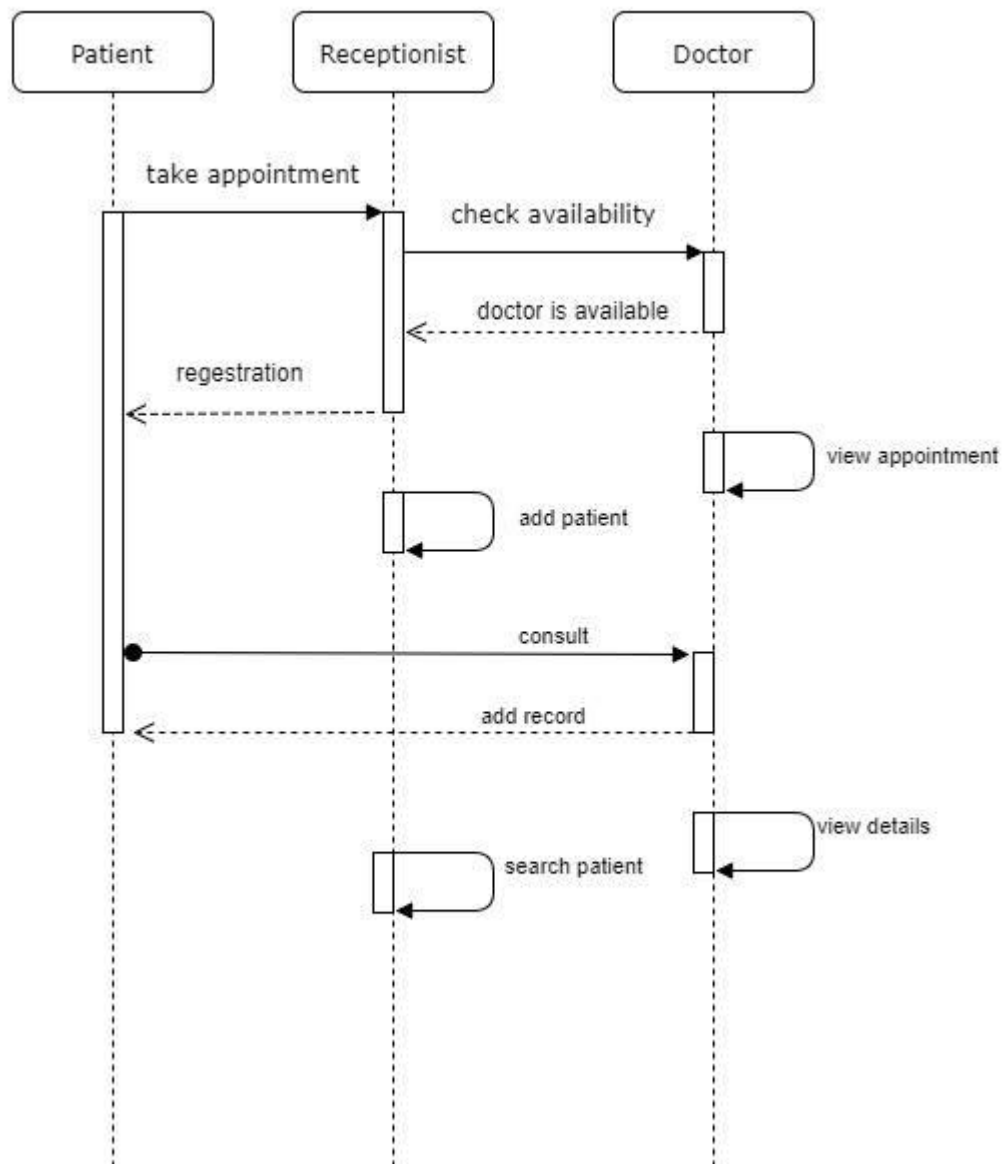 Patient
Receptionist
Doctor
take appointment
check availability
doctor is available
regestration
view appointment
add patient
consult
add record
view details
search patient